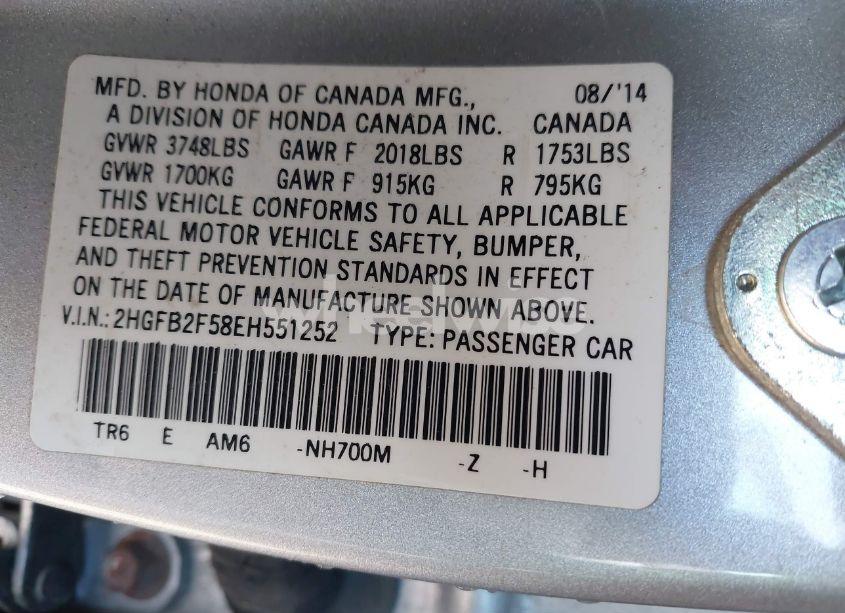 MFD. BY HONDA OF CANADA MFG., 08/'14
A DIVISION OF HONDA CANADA INC. CANADA
GVWR 3748LBS GAWR F 2018LBS R 1753LBS
GVWR 1700KG GAWR F 915KG R 795KG
THIS VEHICLE CONFORMS TO ALL APPLICABLE
FEDERAL MOTOR VEHICLE SAFETY, BUMPER,
AND THEFT PREVENTION STANDARDS IN EFFECT
ON THE DATE OF MANUFACTURE SHOWN ABOVE.
V.I.N.: 2HGFB2F58EH551252 TYPE: PASSENGER CAR
TR6 E AM6 -NH700M -Z -H